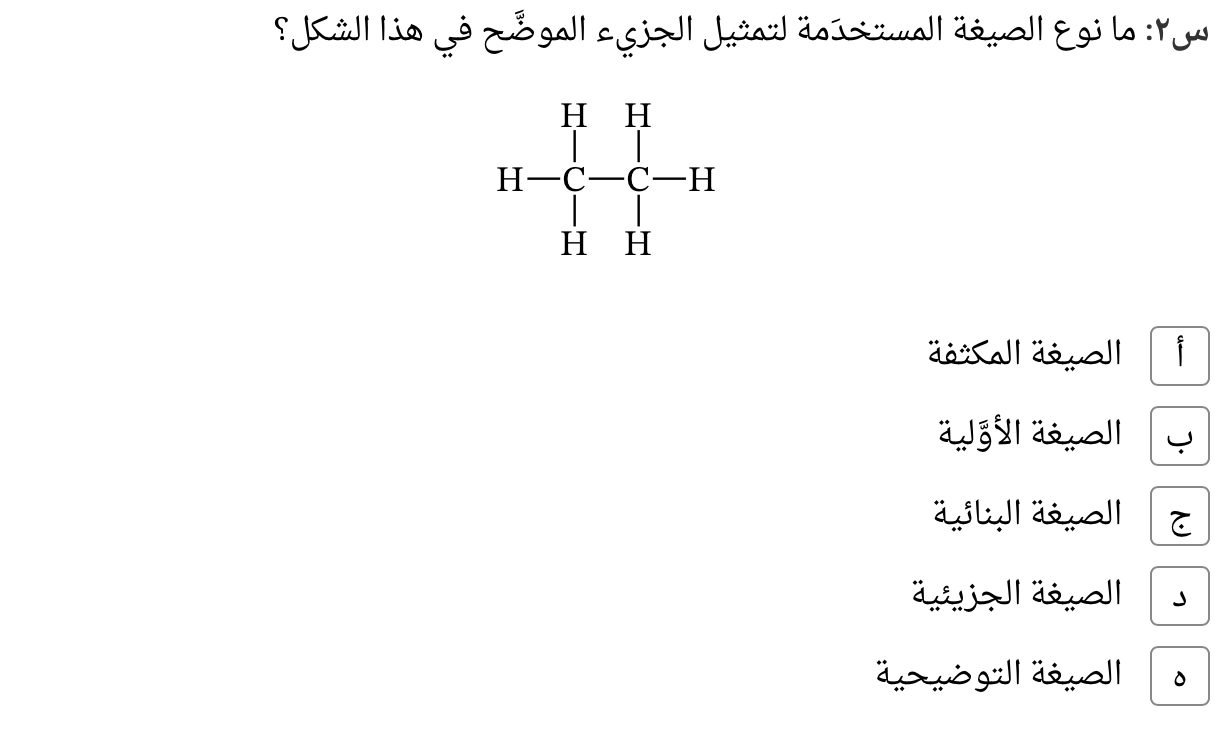 س٢: ما نوع الصيغة المستخدَمة لتمثيل الجزيء الموضَّح في هذا الشكل؟
H H
H—C—C—H
H H
أ الصيغة المكثفة
ب الصيغة الأوَّلية
ج الصيغة البنائية
د الصيغة الجزيئية
ه الصيغة التوضيحية